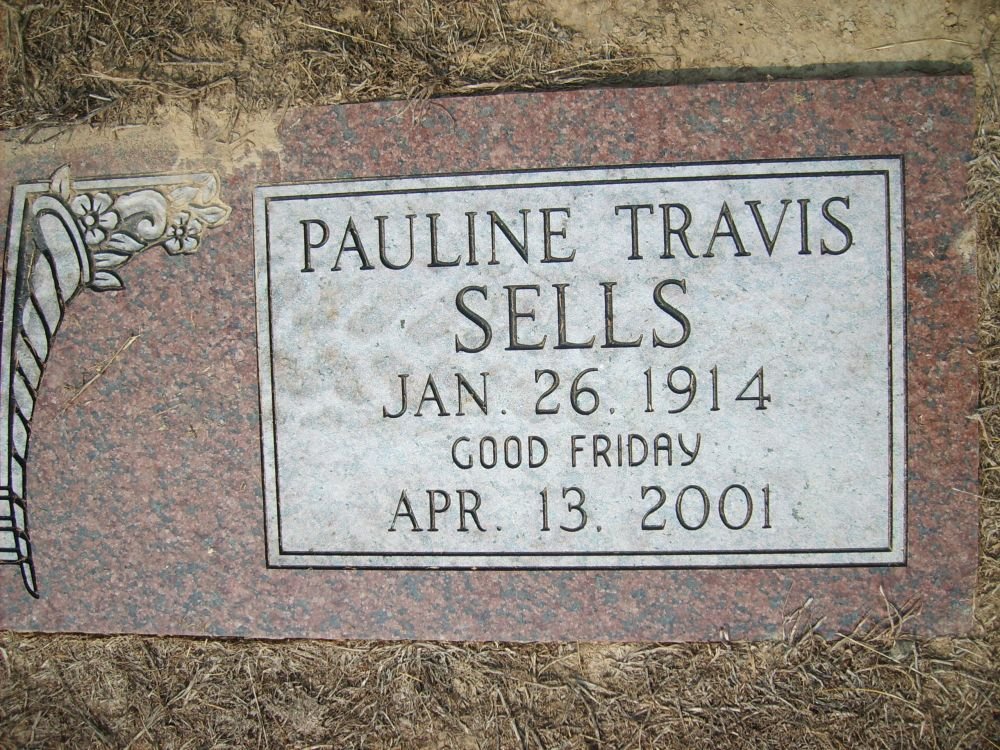 PAULINE TRAVIS
SELLS
JAN. 26. 1914
GOOD FRIDAY
APR. 13. 2001